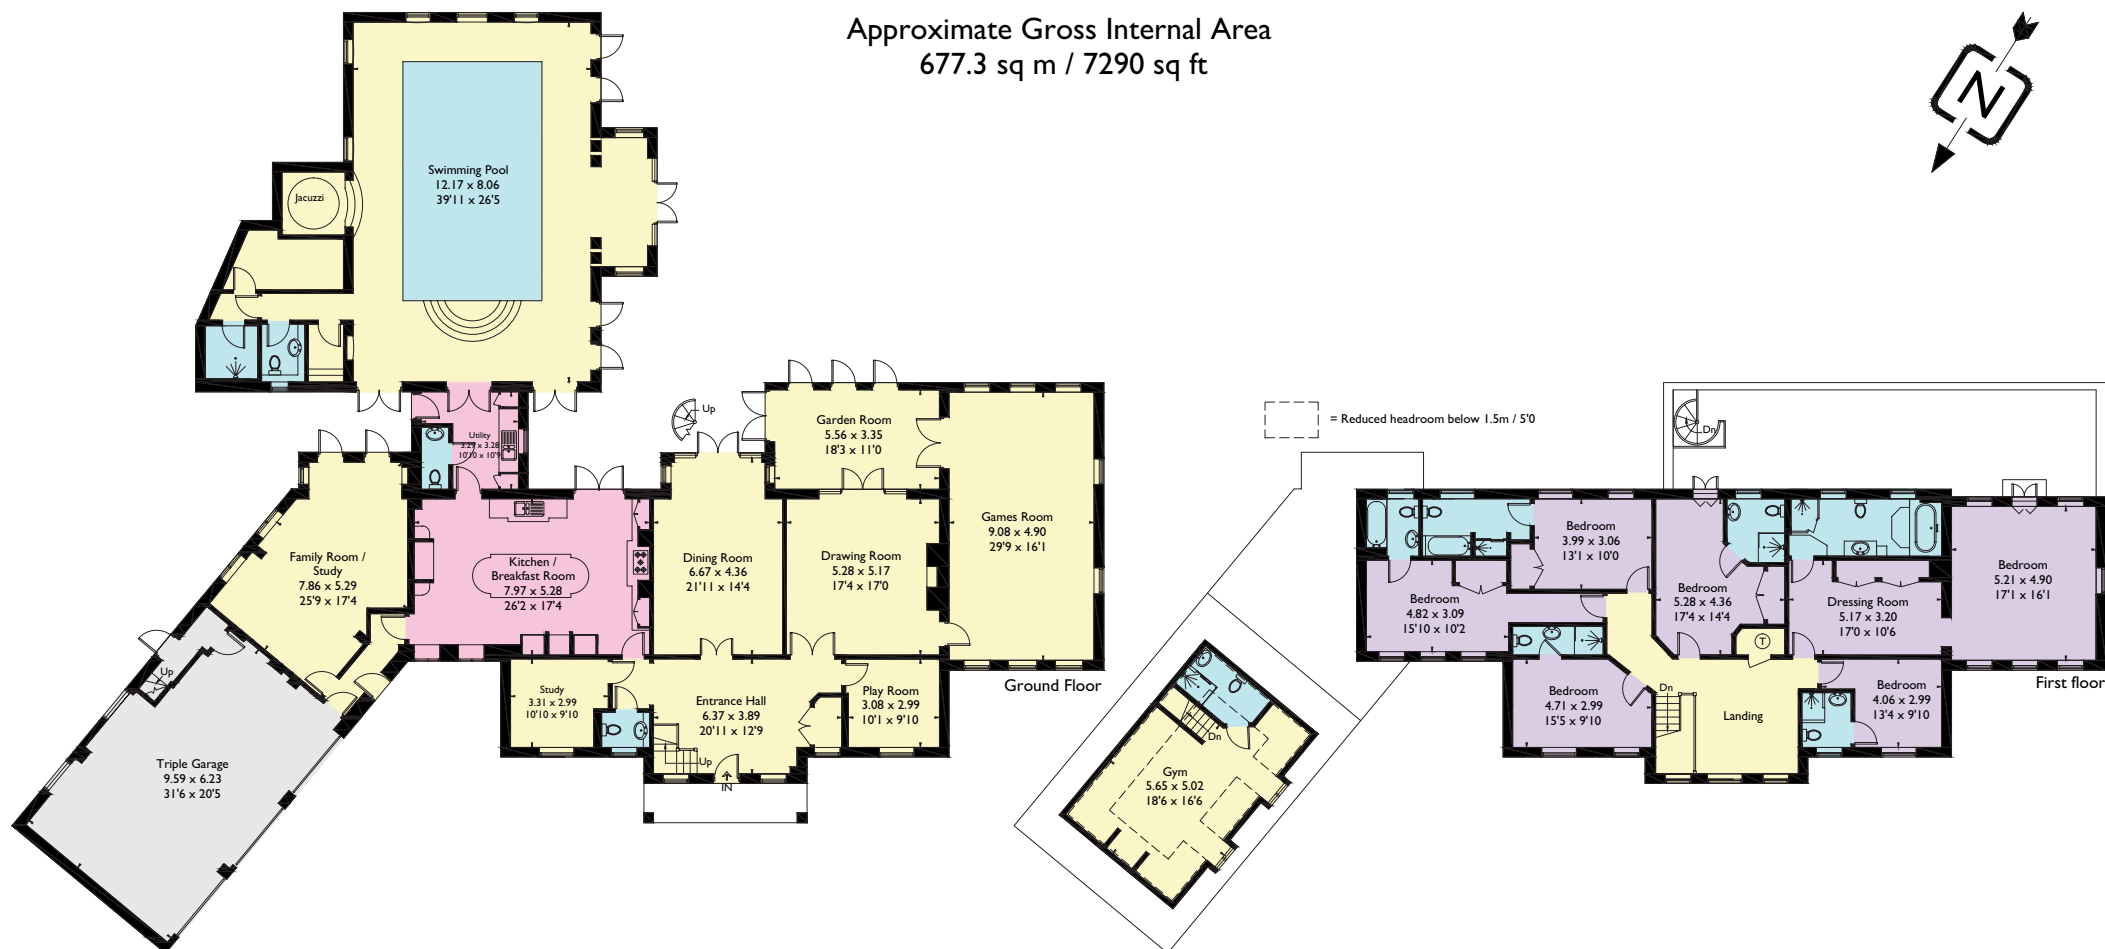 Approximate Gross Internal Area
677.3 sq m / 7290 sq ft
N
Swimming Pool
12.17 x 8.06
39'11 x 26'5
Jacuzzi
Utility
3.29 x 3.28
10'10 x 10'9
Up
Garden Room
5.56 x 3.35
18'3 x 11'0
Games Room
9.08 x 4.90
29'9 x 16'1
Family Room /
Study
7.86 x 5.29
25'9 x 17'4
Kitchen /
Breakfast Room
7.97 x 5.28
26'2 x 17'4
Dining Room
6.67 x 4.36
21'11 x 14'4
Drawing Room
5.28 x 5.17
17'4 x 17'0
Up
Study
3.31 x 2.99
10'10 x 9'10
Entrance Hall
6.37 x 3.89
20'11 x 12'9
Play Room
3.08 x 2.99
10'1 x 9'10
Up
IN
Ground Floor
Triple Garage
9.59 x 6.23
31'6 x 20'5
= Reduced headroom below 1.5m / 5'0
Dn
Gym
5.65 x 5.02
18'6 x 16'6
Dn
Bedroom
3.99 x 3.06
13'1 x 10'0
Bedroom
4.82 x 3.09
15'10 x 10'2
Bedroom
5.28 x 4.36
17'4 x 14'4
Dressing Room
5.17 x 3.20
17'0 x 10'6
Bedroom
5.21 x 4.90
17'1 x 16'1
T
Bedroom
4.71 x 2.99
15'5 x 9'10
Dn
Landing
Bedroom
4.06 x 2.99
13'4 x 9'10
First floor